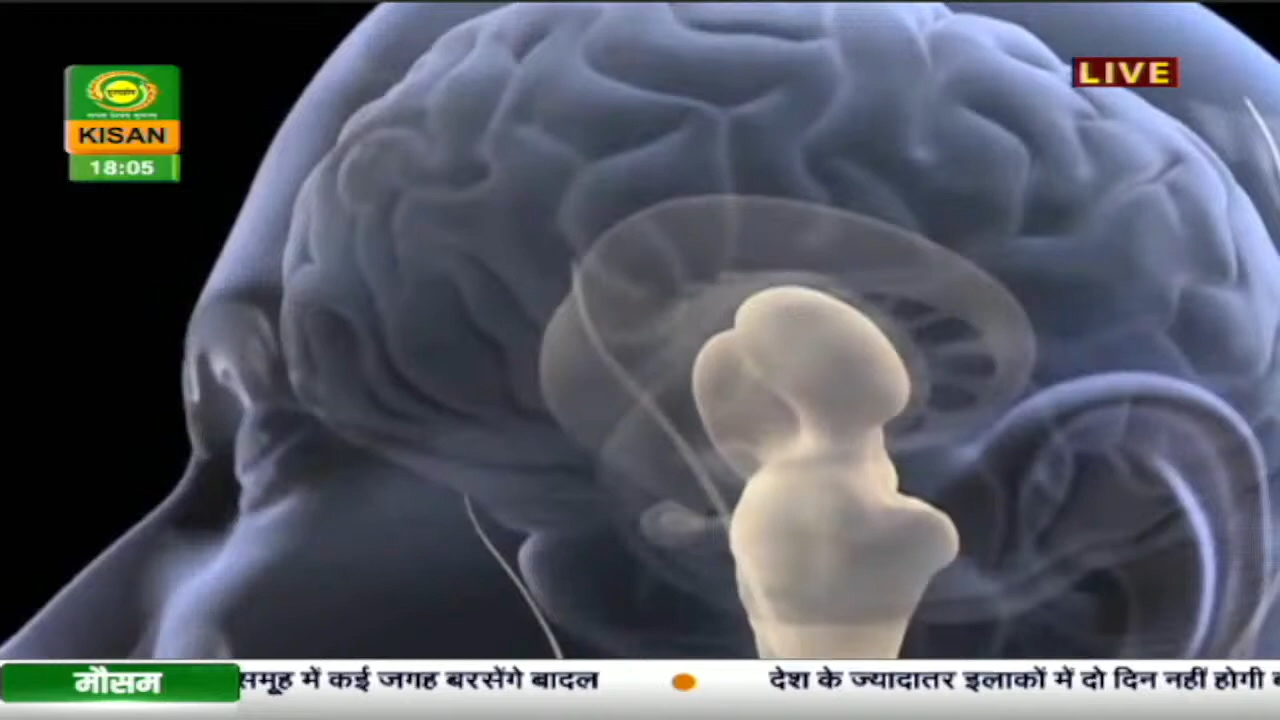 LIVE
KISAN
18:05
मौसम
समूह में कई जगह बरसेंगे बादल
देश के ज्यादातर इलाकों में दो दिन नहीं होगी